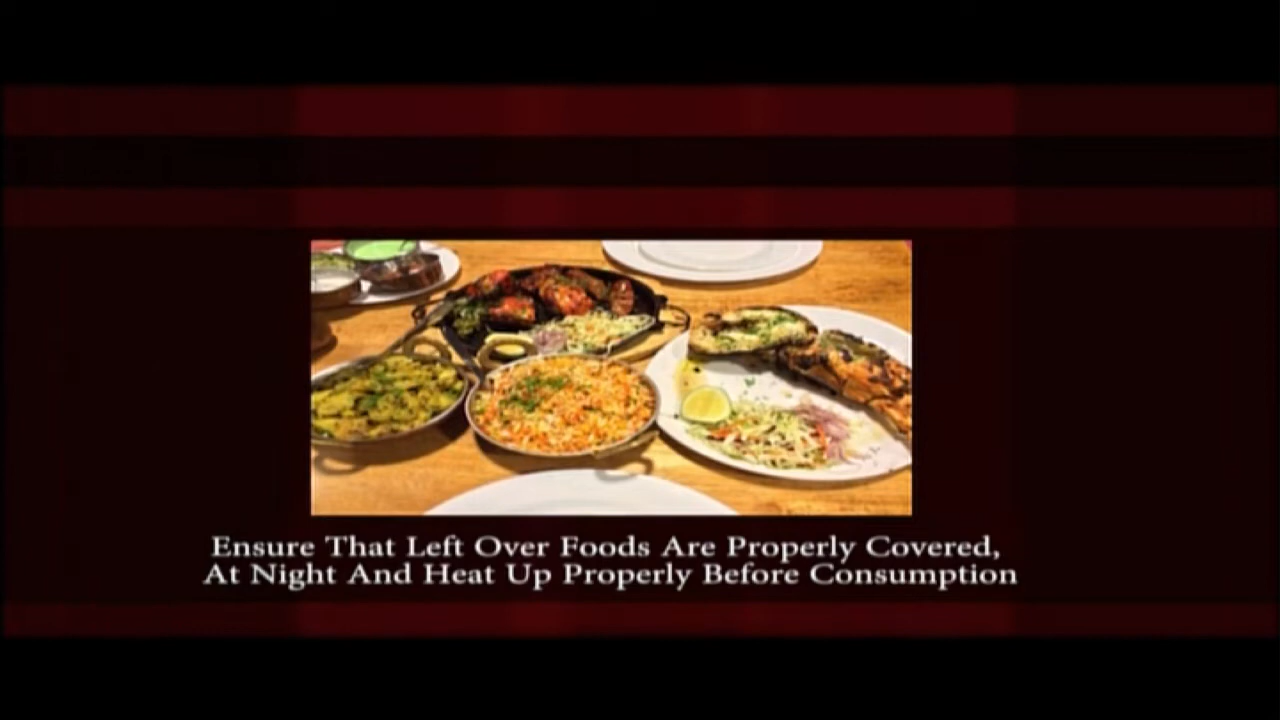 Ensure That Left Over Foods Are Properly Covered,
At Night And Heat Up Properly Before Consumption